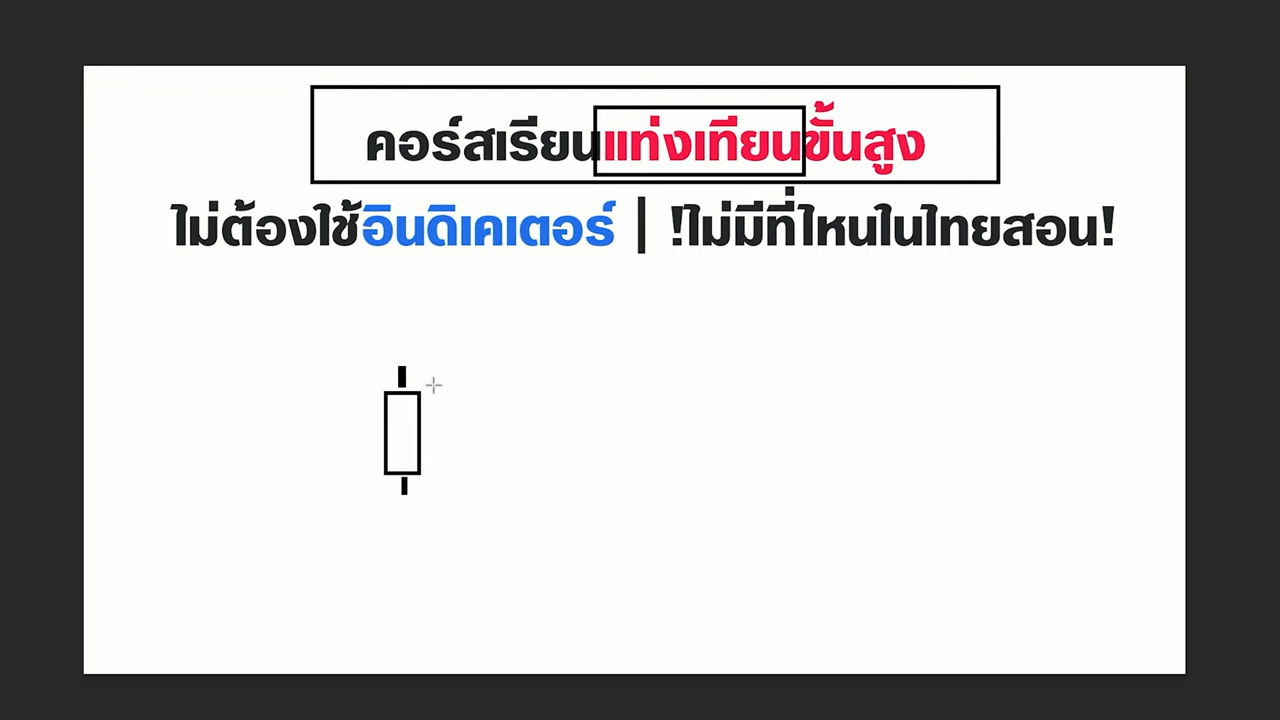 คอร์สเรียนแท่งเทียนขั้นสูง
ไม่ต้องใช้อินดิเคเตอร์ | !ไม่มีที่ไหนในไทยสอน!